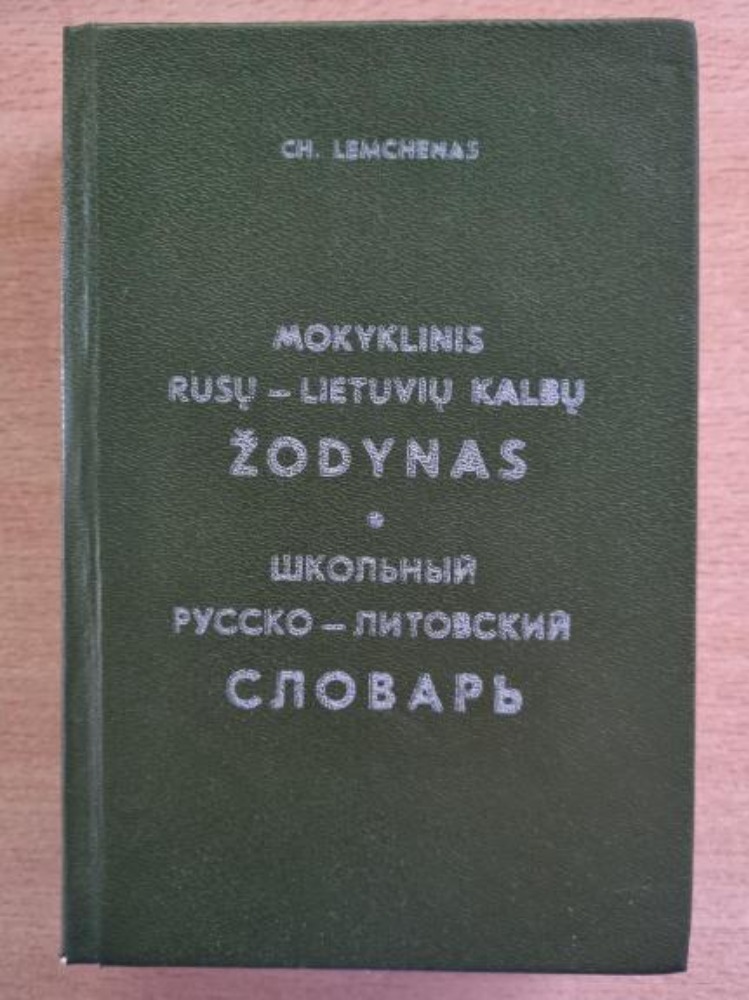 CH. LEMCHENAS
MOKYKLINIS
RUSŲ – LIETUVIŲ KALBŲ
ŽODYNAS
•
ШКОЛЬНЫЙ
РУССКО – ЛИТОВСКИЙ
СЛОВАРЬ